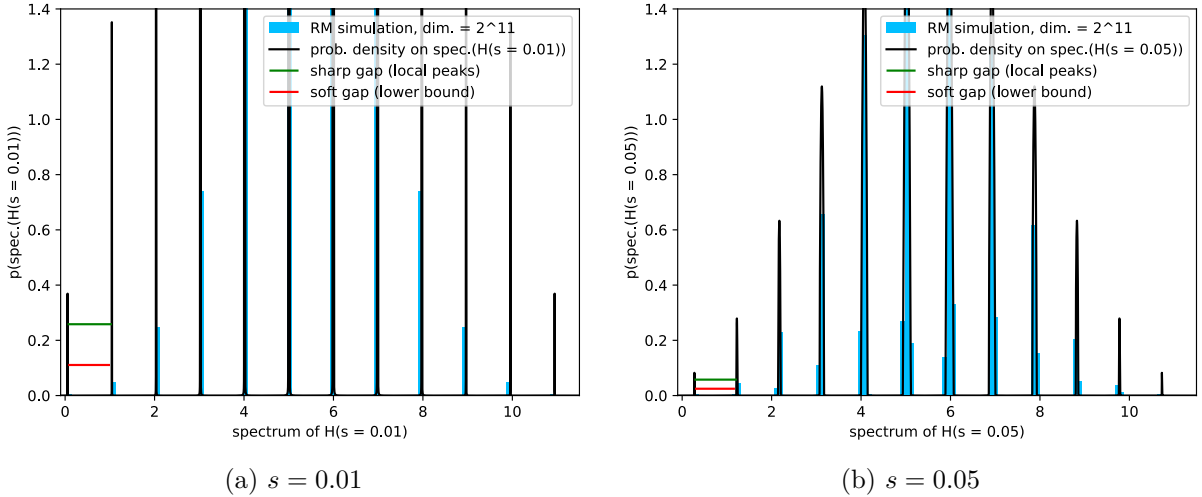 1.4
1.2
1.0
0.8
0.6
0.4
0.2
0.0
p(spec.(H(s = 0.01)))
RM simulation, dim. = 2^11
prob. density on spec.(H(s = 0.01))
sharp gap (local peaks)
soft gap (lower bound)
0 2 4 6 8 10
spectrum of H(s = 0.01)
(a) s = 0.01
1.4
1.2
1.0
0.8
0.6
0.4
0.2
0.0
p(spec.(H(s = 0.05)))
RM simulation, dim. = 2^11
prob. density on spec.(H(s = 0.05))
sharp gap (local peaks)
soft gap (lower bound)
0 2 4 6 8 10
spectrum of H(s = 0.05)
(b) s = 0.05